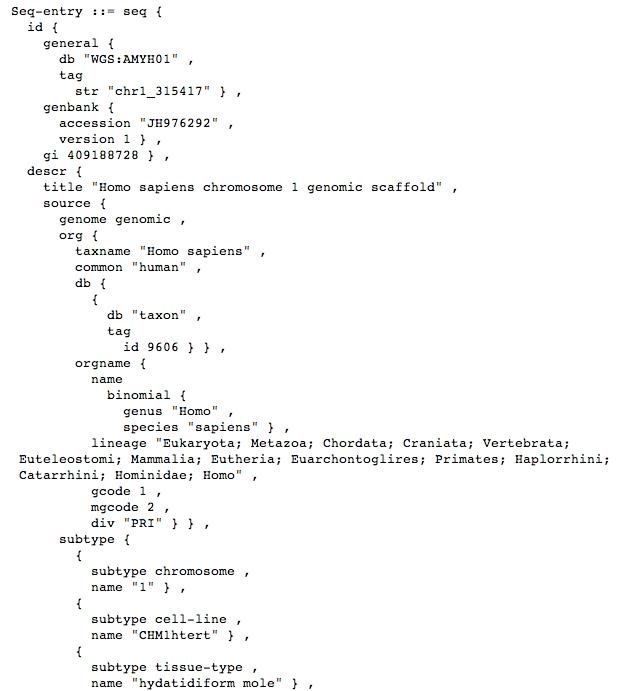 Seq-entry ::= seq {
  id {
    general {
      db "WGS:AMYH01" ,
      tag
        str "chr1_315417" } ,
    genbank {
      accession "JH976292" ,
      version 1 } ,
    gi 409188728 } ,
  descr {
    title "Homo sapiens chromosome 1 genomic scaffold" ,
    source {
      genome genomic ,
      org {
        taxname "Homo sapiens" ,
        common "human" ,
        db {
          {
            db "taxon" ,
            tag
              id 9606 } } ,
        orgname {
          name
            binomial {
              genus "Homo" ,
              species "sapiens" } ,
          lineage "Eukaryota; Metazoa; Chordata; Craniata; Vertebrata;
 Euteleostomi; Mammalia; Eutheria; Euarchontoglires; Primates; Haplorrhini;
 Catarrhini; Hominidae; Homo" ,
          gcode 1 ,
          mgcode 2 ,
          div "PRI" } } ,
      subtype {
        {
          subtype chromosome ,
          name "1" } ,
        {
          subtype cell-line ,
          name "CHM1htert" } ,
        {
          subtype tissue-type ,
          name "hydatidiform mole" } ,